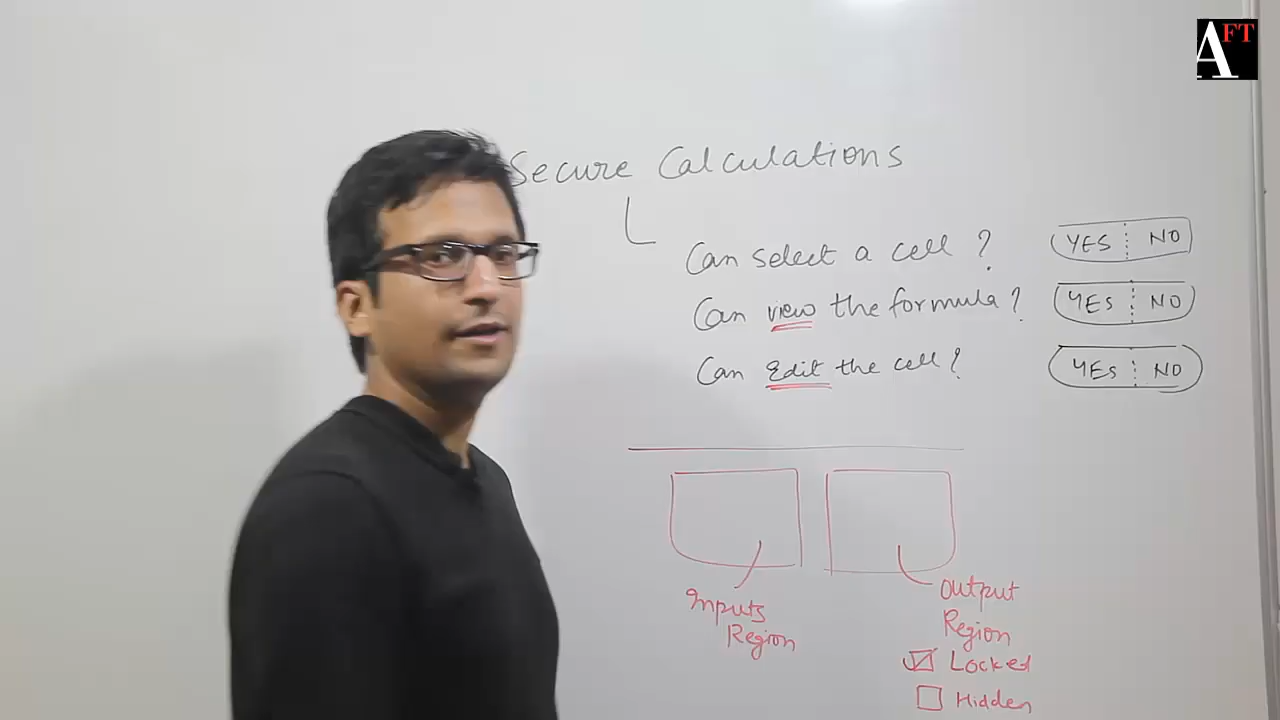 AFT
Secure Calculations
Can select a cell? YES NO
Can view the formula? YES NO
Can Edit the cell? YEs NO
Inputs
Region
Output
Region
Locked
Hidden